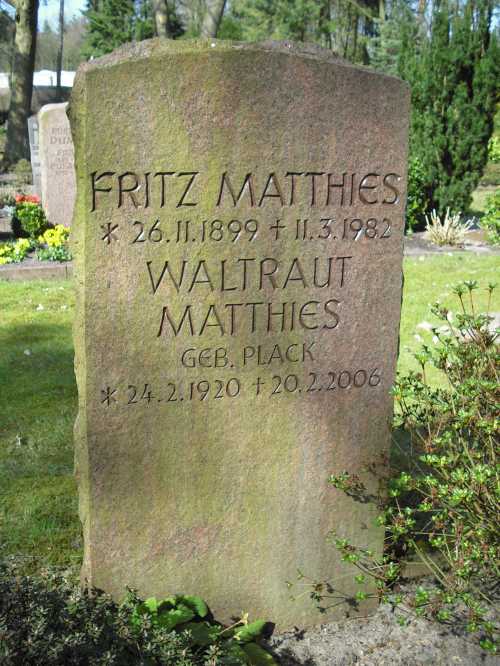 FRITZ MATTHIES
* 26.11.1899 † 11.3.1982
WALTRAUT
MATTHIES
GEB. PLACK
* 24.2.1920 † 20.2.2006